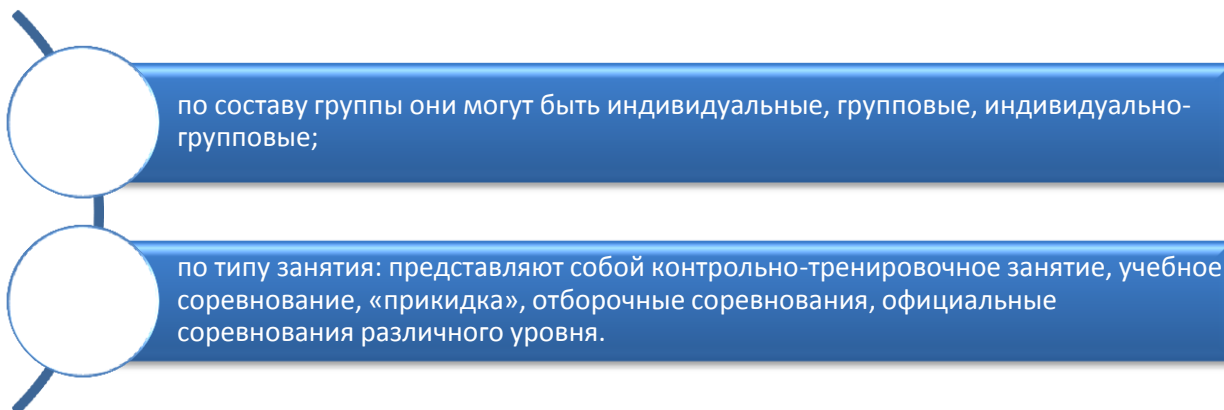 по составу группы они могут быть индивидуальные, групповые, индивидуально-
групповые;
по типу занятия: представляют собой контрольно-тренировочное занятие, учебное
соревнование, «прикидка», отборочные соревнования, официальные
соревнования различного уровня.